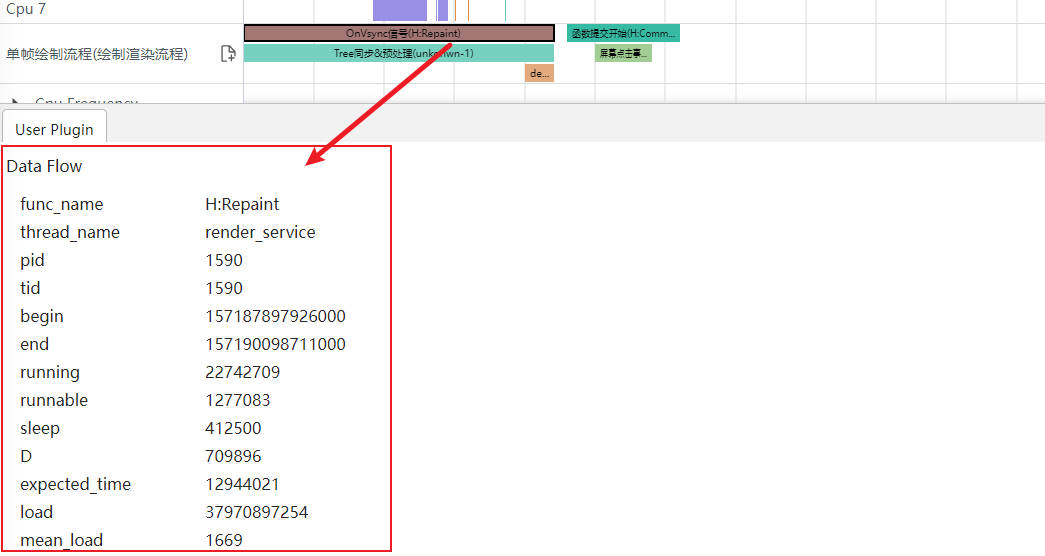 Cpu 7
OnVsync信号(H:Repaint)
函数提交开始(H:Comm...
单帧绘制流程(绘制渲染流程)
Tree同步&预处理(unknown-1)
屏幕点击事...
de...
Cpu Frequency
User Plugin
Data Flow
func_name H:Repaint
thread_name render_service
pid 1590
tid 1590
begin 157187897926000
end 157190098711000
running 22742709
runnable 1277083
sleep 412500
D 709896
expected_time 12944021
load 37970897254
mean_load 1669